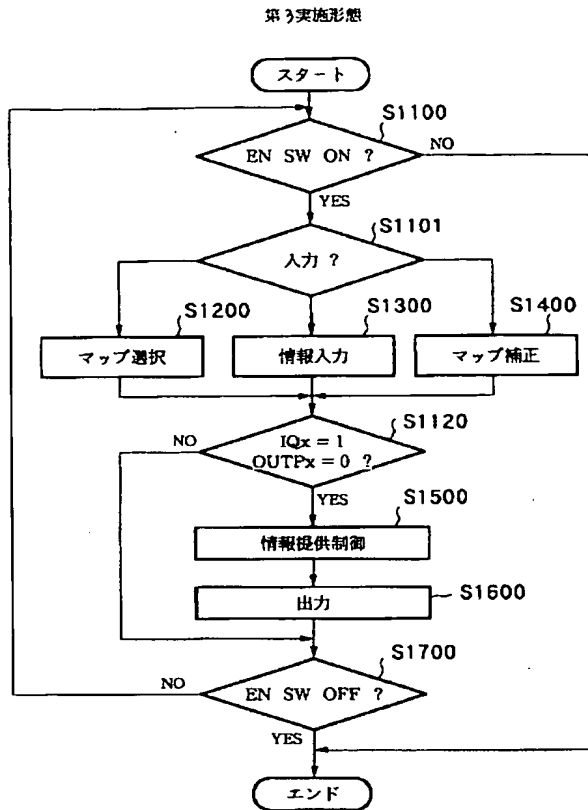 第3実施形態
スタート
S1100
EN SW ON ?
NO
YES
S1101
入力 ?
S1200
マップ選択
S1300
情報入力
S1400
マップ補正
S1120
IQx = 1
OUTPx = 0 ?
NO
YES
S1500
情報提供制御
S1600
出力
S1700
EN SW OFF ?
NO
YES
エンド